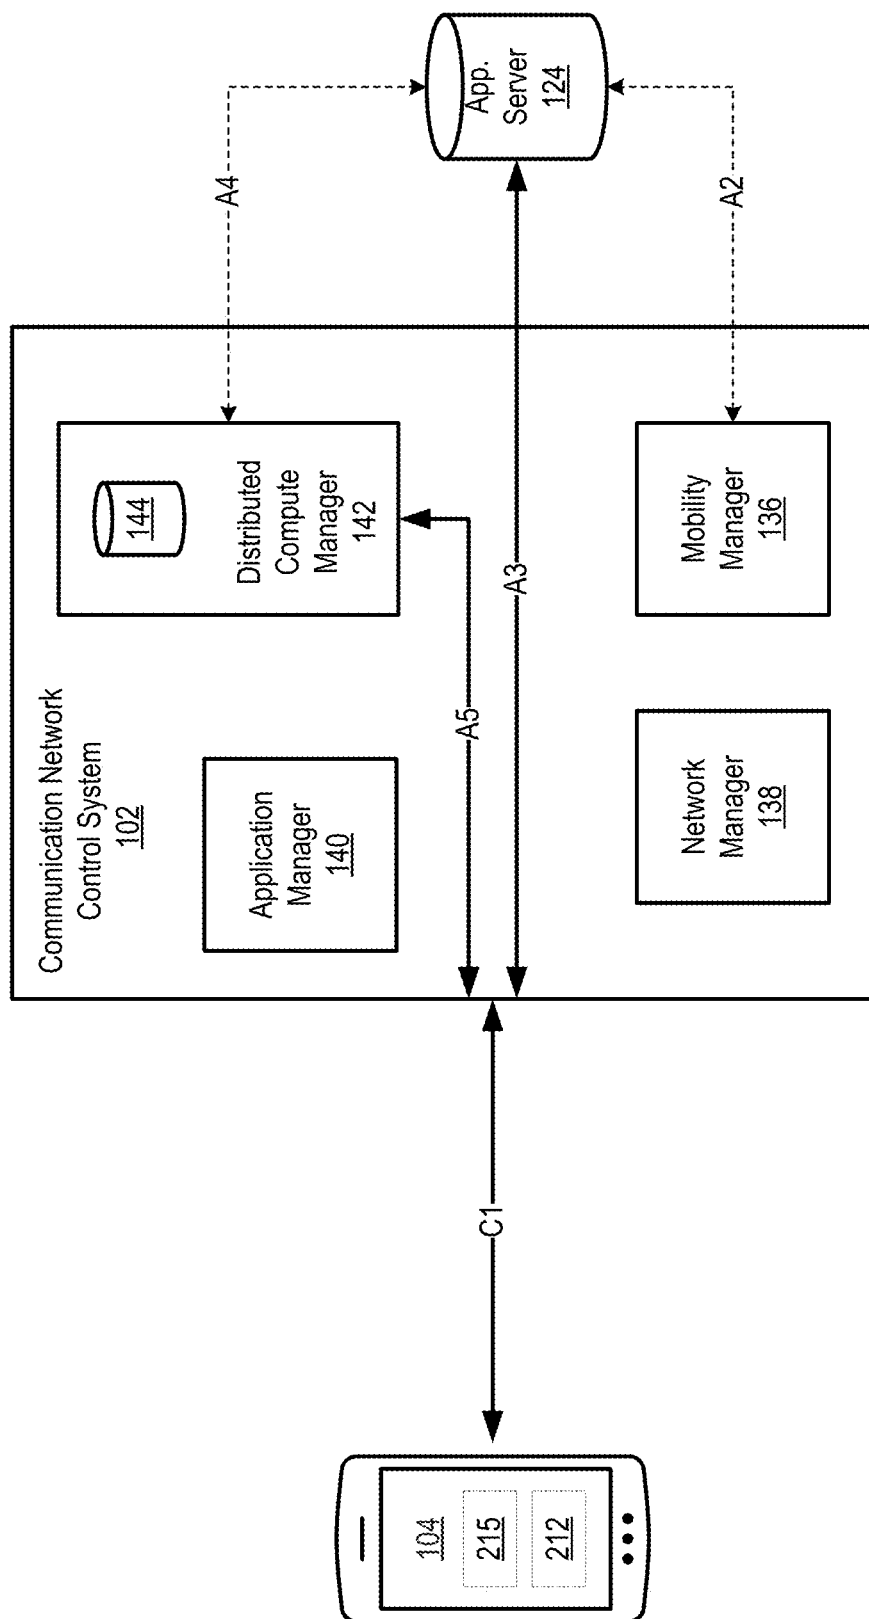 Communication Network
Control System
102
Application
Manager
140
144
Distributed
Compute
Manager
142
A4
App.
Server
124
A5
A3
C1
104
215
212
Network
Manager
138
Mobility
Manager
136
A2